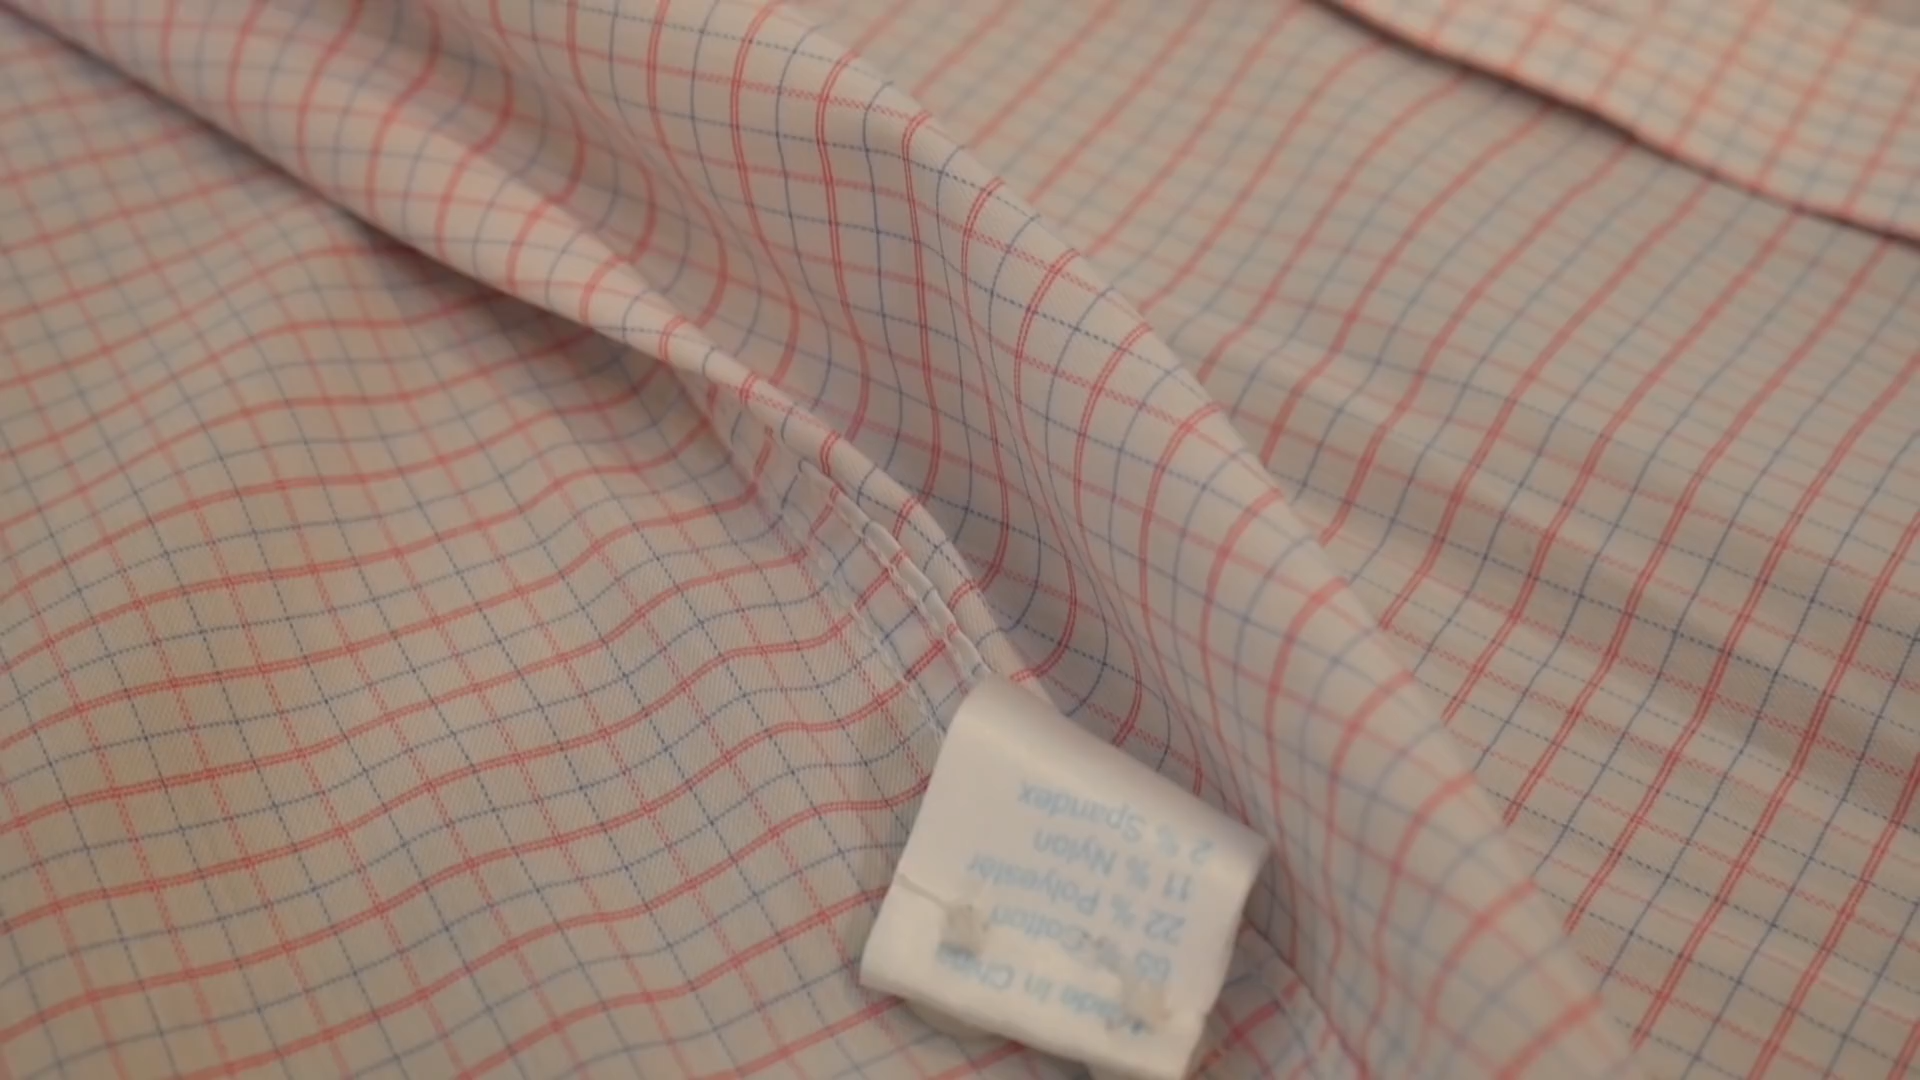 Made in China
65 % Cotton
22 % Polyester
11 % Nylon
2 % Spandex